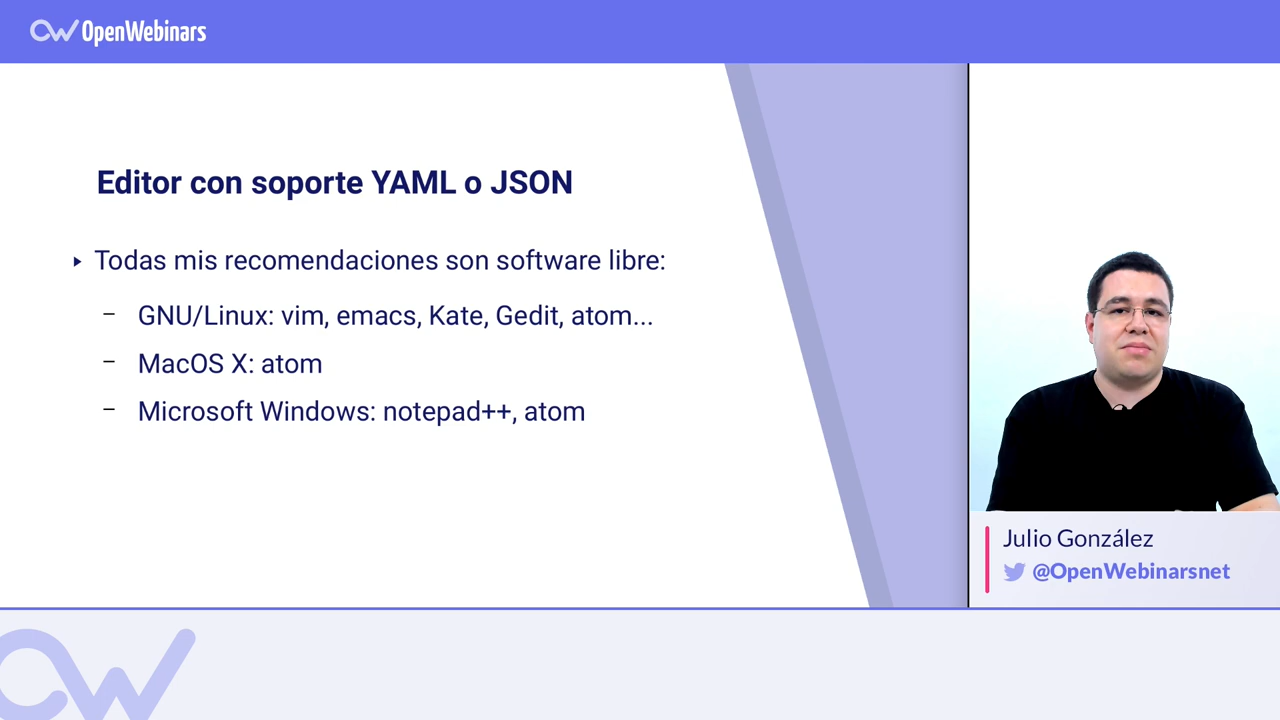 OpenWebinars
Editor con soporte YAML o JSON
‣ Todas mis recomendaciones son software libre:
– GNU/Linux: vim, emacs, Kate, Gedit, atom...
– MacOS X: atom
– Microsoft Windows: notepad++, atom
Julio González
@OpenWebinarsnet